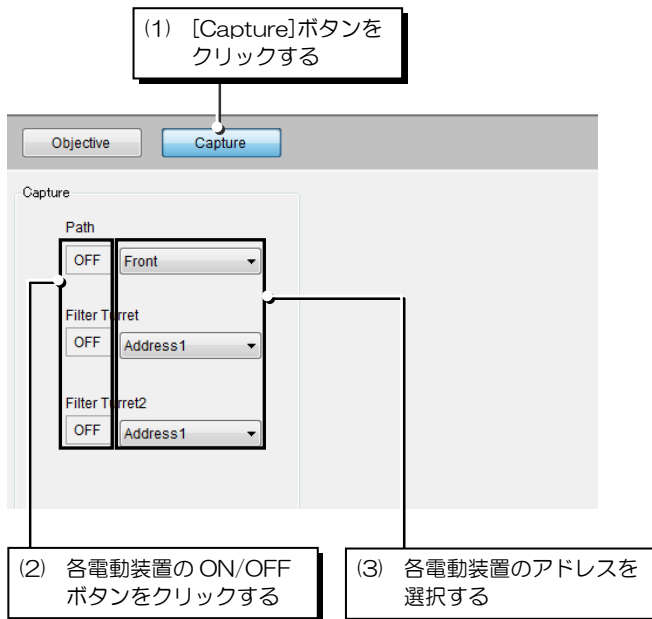 (1) [Capture]ボタンを
クリックする
Objective
Capture
Capture
Path
OFF
Front
Filter Turret
OFF
Address1
Filter Turret2
OFF
Address1
(2) 各電動装置の ON/OFF
ボタンをクリックする
(3) 各電動装置のアドレスを
選択する